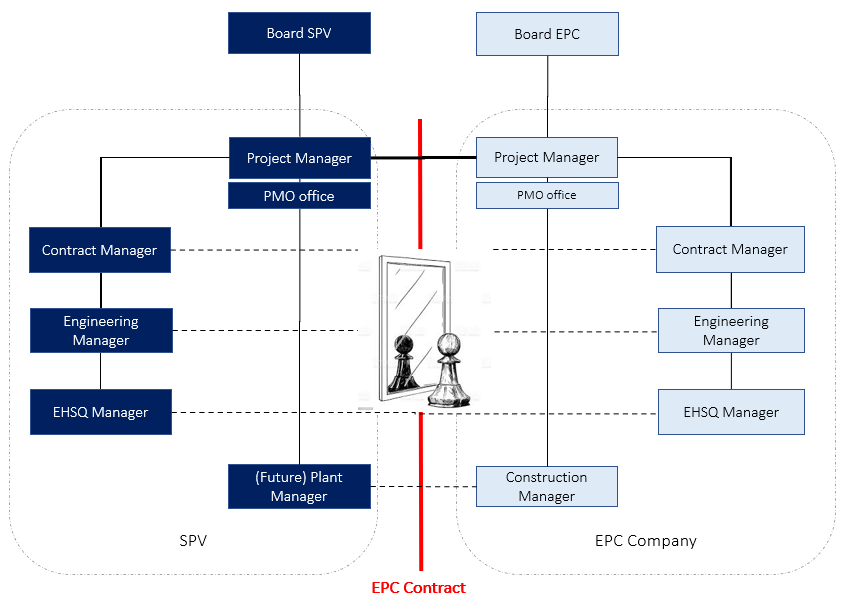 Board SPV
Board EPC
Project Manager
Project Manager
PMO office
PMO office
Contract Manager
Contract Manager
Engineering
Manager
Engineering
Manager
EHSQ Manager
EHSQ Manager
(Future) Plant
Manager
Construction
Manager
SPV
EPC Company
EPC Contract